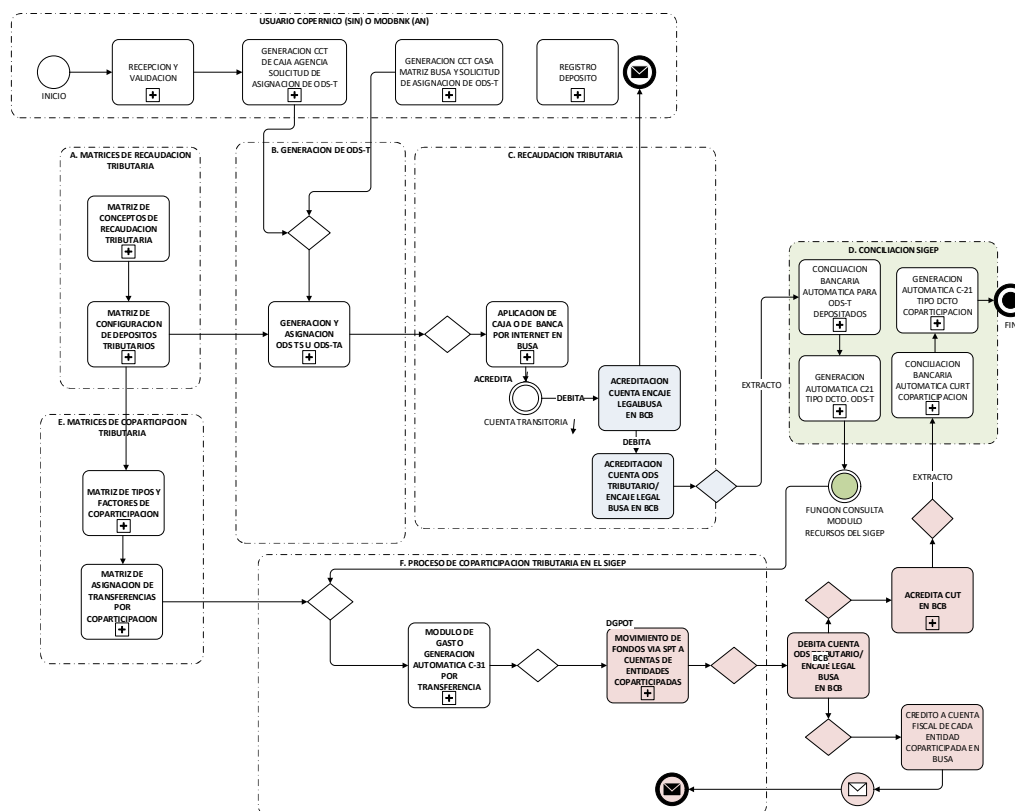 USUARIO COPERNICO (SIN) O MODBNK (AN)
INICIO
RECEPCION Y
VALIDACION
GENERACION CCT
DE CAJA AGENCIA
SOLICITUD DE
ASIGNACION DE ODS-T
GENERACION CCT CASA
MATRIZ BUSA Y SOLICITUD
DE ASIGNACION DE ODS-T
REGISTRO
DEPOSITO
A. MATRICES DE RECAUDACION
TRIBUTARIA
MATRIZ DE
CONCEPTOS DE
RECAUDACION
TRIBUTARIA
MATRIZ DE
CONFIGURACION
DE DEPOSITOS
TRIBUTARIOS
B. GENERACION DE ODS-T
GENERACION Y
ASIGNACION
ODS TS U ODS-TA
C. RECAUDACION TRIBUTARIA
APLICACION DE
CAJA O DE BANCA
POR INTERNET EN
BUSA
ACREDITA
DEBITA
CUENTA TRANSITORIA
ACREDITACION
CUENTA ENCAJE
LEGALBUSA
EN BCB
DEBITA
ACREDITACION
CUENTA ODS
TRIBUTARIO/
ENCAJE LEGAL
BUSA EN BCB
EXTRACTO
D. CONCILIACION SIGEP
CONCILIACION
BANCARIA
AUTOMATICA PARA
ODS-T
DEPOSITADOS
GENERACION
AUTOMATICA C21
TIPO DCTO. ODS-T
GENERACION
AUTOMATICA C-21
TIPO DCTO
COPARTICIPACION
CONCILIACION
BANCARIA
AUTOMATICA CURT
COPARTICIPACION
FIN
FUNCION CONSULTA
MODULO
RECURSOS DEL SIGEP
EXTRACTO
E. MATRICES DE COPARTICIPCION
TRIBUTARIA
MATRIZ DE TIPOS Y
FACTORES DE
COPARTICIPACION
MATRIZ DE
ASIGNACION DE
TRANSFERENCIAS
POR
COPARTICIPACION
F. PROCESO DE COPARTICIPACION TRIBUTARIA EN EL SIGEP
MODULO DE
GASTO
GENERACION
AUTOMATICA C-31
POR
TRANSFERENCIA
DGPOT
MOVIMIENTO DE
FONDOS VIA SPT A
CUENTAS DE
ENTIDADES
COPARTICIPADAS
DEBITA CUENTA
ODS TRIBUTARIO/
BCB
ENCAJE LEGAL
BUSA
EN BCB
ACREDITA CUT
EN BCB
CREDITO A CUENTA
FISCAL DE CADA
ENTIDAD
COPARTICIPADA EN
BUSA